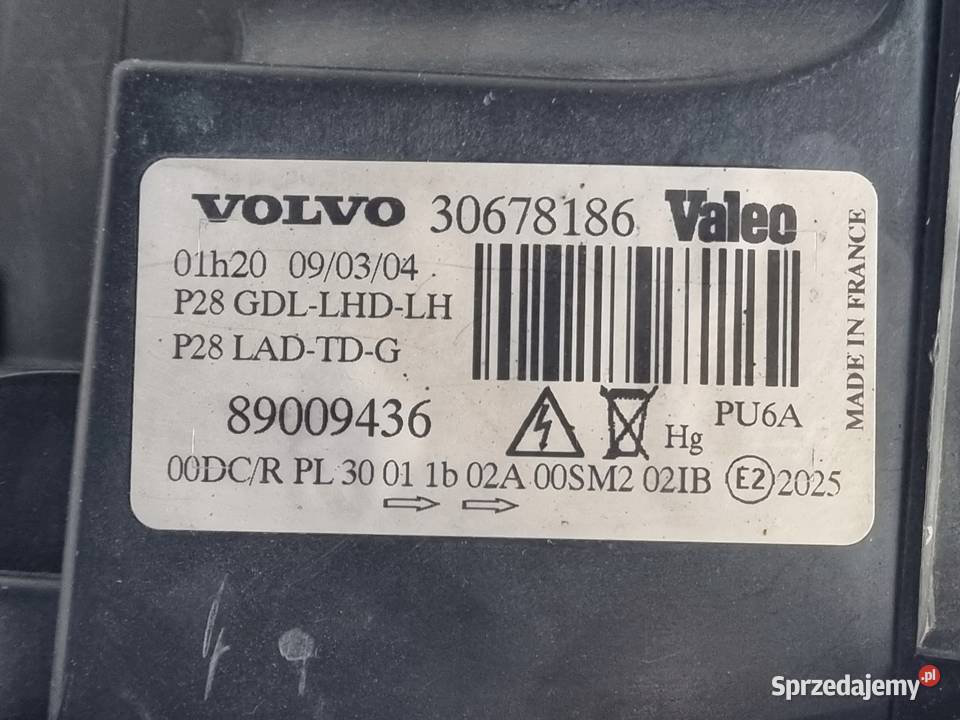 VOLVO 30678186 Valeo
01h20 09/03/04
P28 GDL-LHD-LH
P28 LAD-TD-G
89009436
Hg
PU6A
00DC/R PL 30 01 1b 02A 00SM2 02IB E2 2025
MADE IN FRANCE
Sprzedajemy.pl